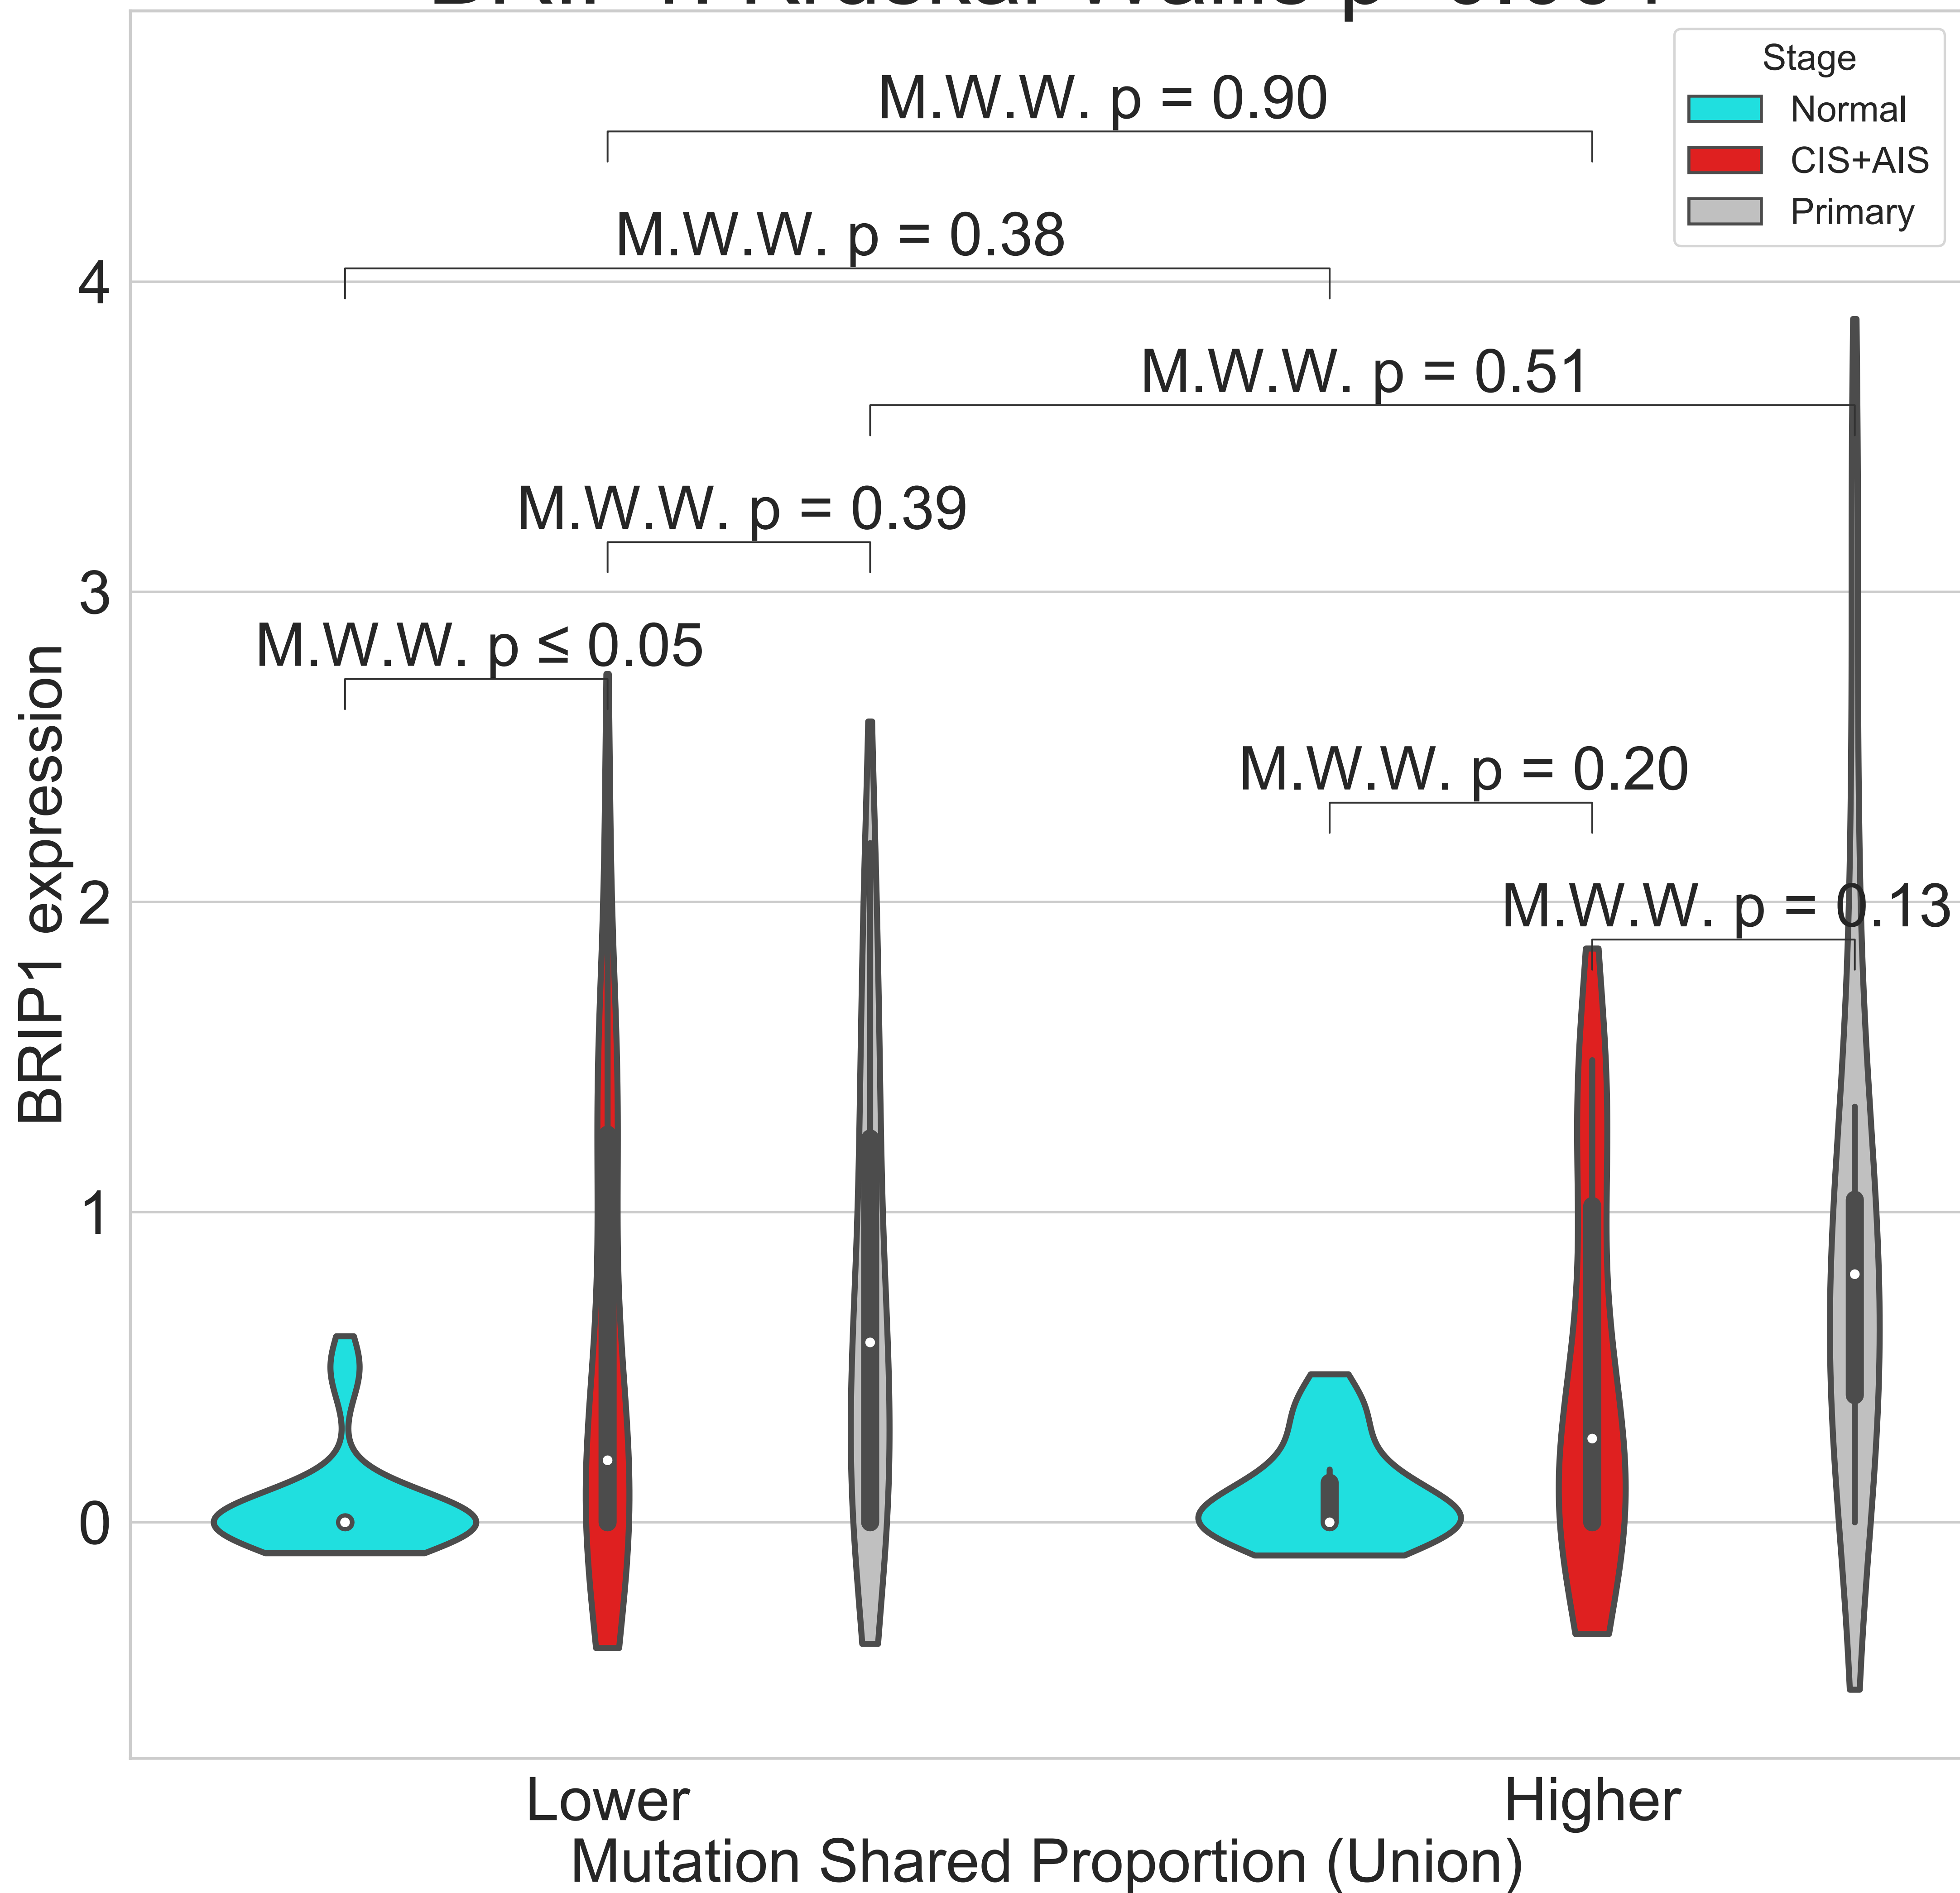 Stage
Normal
CIS+AIS
Primary
M.W.W. p = 0.90
M.W.W. p = 0.38
M.W.W. p = 0.51
M.W.W. p = 0.39
M.W.W. p ≤ 0.05
M.W.W. p = 0.20
M.W.W. p = 0.13
4
3
2
1
0
BRIP1 expression
Lower
Higher
Mutation Shared Proportion (Union)